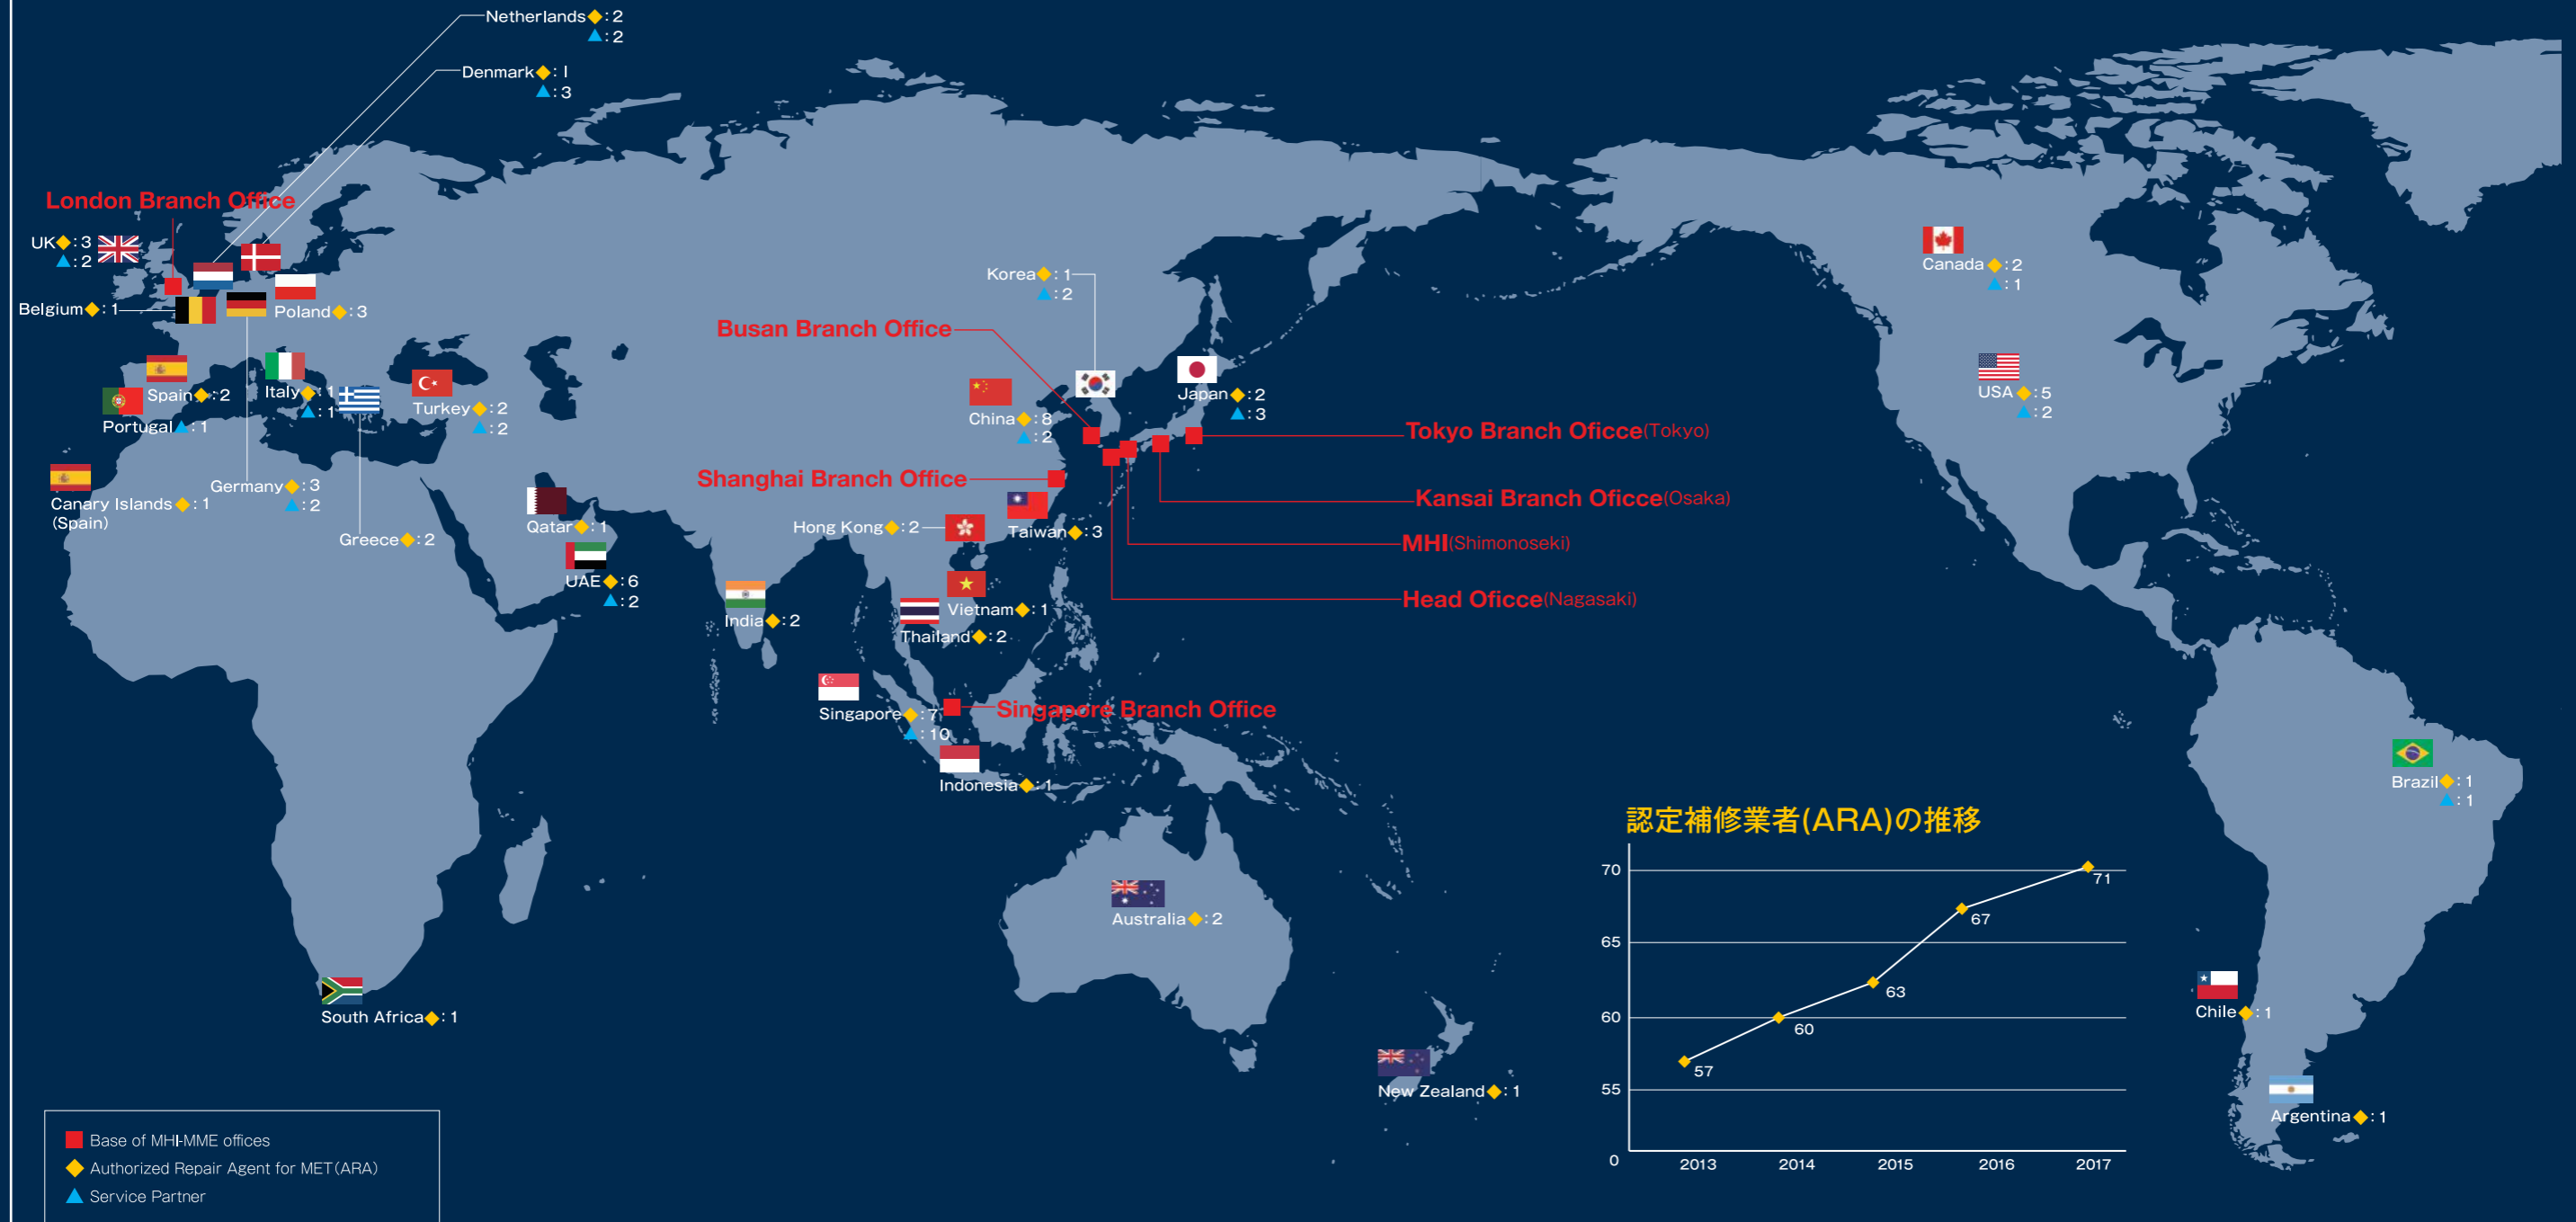 Netherlands◆: 2
▲: 2
Denmark◆: 1
▲: 3
London Branch Office
UK◆: 3
▲: 2
Belgium◆: 1
Poland◆: 3
Spain◆: 2
Portugal▲: 1
Italy◆: 1
▲: 1
Turkey◆: 2
▲: 2
Canary Islands◆: 1
(Spain)
Germany◆: 3
▲: 2
Greece◆: 2
Qatar◆: 1
UAE◆: 6
▲: 2
India◆: 2
South Africa◆: 1
Korea◆: 1
▲: 2
Busan Branch Office
China◆: 8
▲: 2
Japan◆: 2
▲: 3
Shanghai Branch Office
Hong Kong◆: 2
Taiwan◆: 3
Vietnam◆: 1
Thailand◆: 2
Singapore◆: 7
▲: 10
Singapore Branch Office
Indonesia◆: 1
Tokyo Branch Oficce(Tokyo)
Kansai Branch Oficce(Osaka)
MHI(Shimonoseki)
Head Oficce(Nagasaki)
Australia◆: 2
New Zealand◆: 1
Canada◆: 2
▲: 1
USA◆: 5
▲: 2
Brazil◆: 1
▲: 1
Chile◆: 1
Argentina◆: 1
認定補修業者(ARA)の推移
70
65
60
55
0
57
60
63
67
71
2013 2014 2015 2016 2017
■ Base of MHI-MME offices
◆ Authorized Repair Agent for MET(ARA)
▲ Service Partner